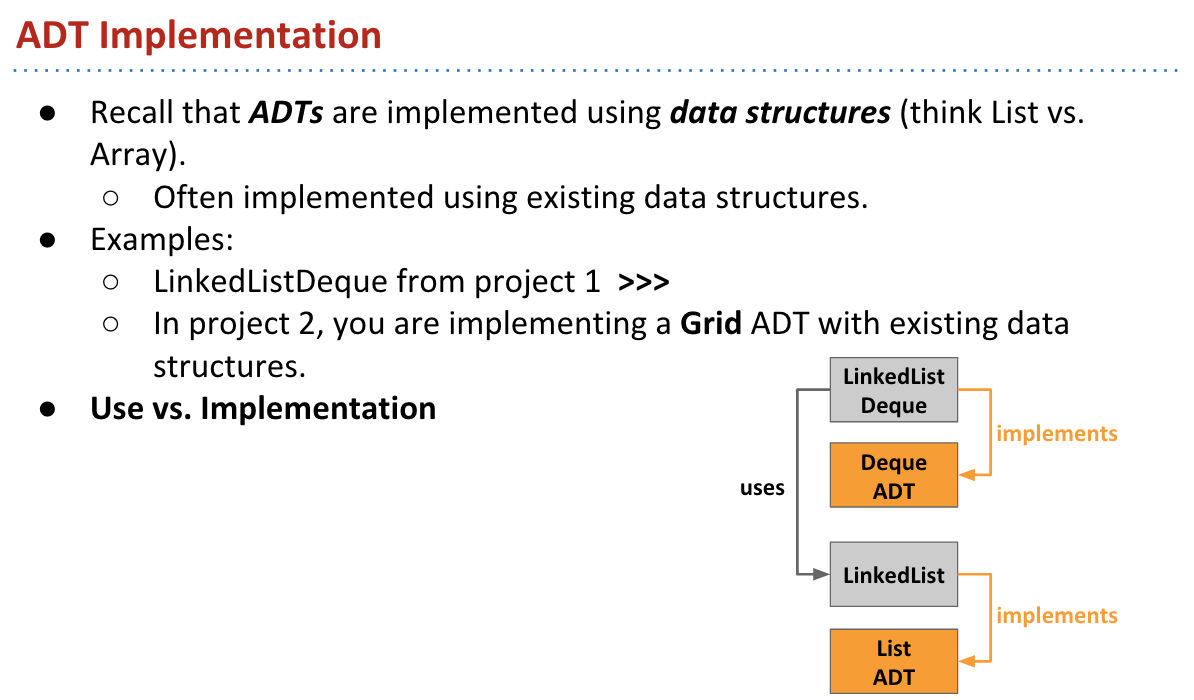 ADT Implementation
● Recall that ADTs are implemented using data structures (think List vs.
Array).
○ Often implemented using existing data structures.
● Examples:
○ LinkedListDeque from project 1 >>>
○ In project 2, you are implementing a Grid ADT with existing data
structures.
● Use vs. Implementation
LinkedList
Deque
implements
Deque
ADT
uses
LinkedList
implements
List
ADT